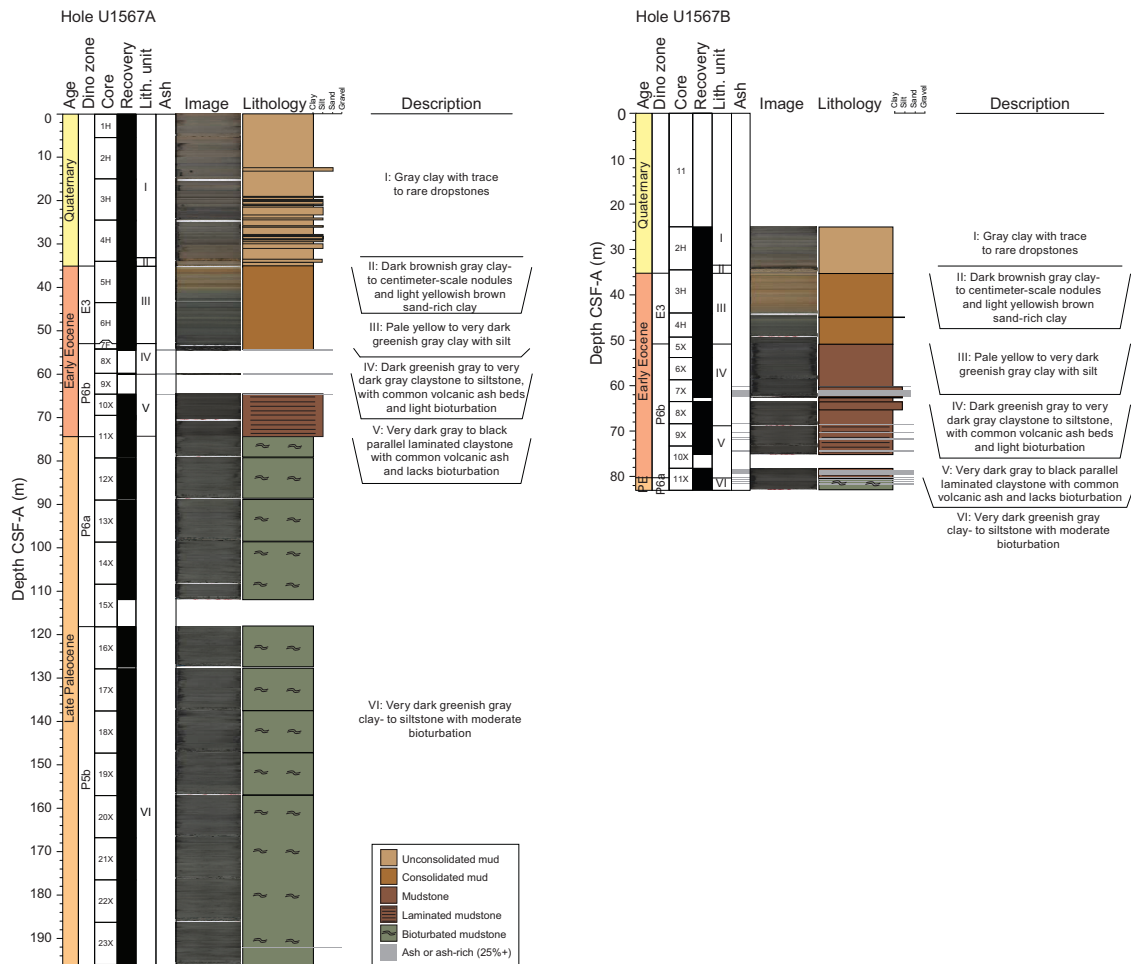 Hole U1567A
Age
Dino zone
Core
Recovery
Lith. unit
Ash
Image
Lithology
Clay
Silt
Sand
Gravel
Description
Depth CSF-A (m)
0
10
20
30
40
50
60
70
80
90
100
110
120
130
140
150
160
170
180
190
Quaternary
Early Eocene
Late Paleocene
E3
P6b
P6a
P5b
1H
2H
3H
4H
5H
6H
7F
8X
9X
10X
11X
12X
13X
14X
15X
16X
17X
18X
19X
20X
21X
22X
23X
I
II
III
IV
V
VI
I: Gray clay with trace
to rare dropstones
II: Dark brownish gray clay-
to centimeter-scale nodules
and light yellowish brown
sand-rich clay
III: Pale yellow to very dark
greenish gray clay with silt
IV: Dark greenish gray to very
dark gray claystone to siltstone,
with common volcanic ash beds
and light bioturbation
V: Very dark gray to black
parallel laminated claystone
with common volcanic ash
and lacks bioturbation
VI: Very dark greenish gray
clay- to siltstone with moderate
bioturbation
Unconsolidated mud
Consolidated mud
Mudstone
Laminated mudstone
Bioturbated mudstone
Ash or ash-rich (25%+)
Hole U1567B
Age
Dino zone
Core
Recovery
Lith. unit
Ash
Image
Lithology
Clay
Silt
Sand
Gravel
Description
Depth CSF-A (m)
0
10
20
30
40
50
60
70
80
Quaternary
Early Eocene
PE
E3
P6b
P6a
11
2H
3H
4H
5X
6X
7X
8X
9X
10X
11X
I
II
III
IV
V
VI
I: Gray clay with trace
to rare dropstones
II: Dark brownish gray clay-
to centimeter-scale nodules
and light yellowish brown
sand-rich clay
III: Pale yellow to very dark
greenish gray clay with silt
IV: Dark greenish gray to very
dark gray claystone to siltstone,
with common volcanic ash beds
and light bioturbation
V: Very dark gray to black parallel
laminated claystone with common
volcanic ash and lacks bioturbation
VI: Very dark greenish gray
clay- to siltstone with moderate
bioturbation